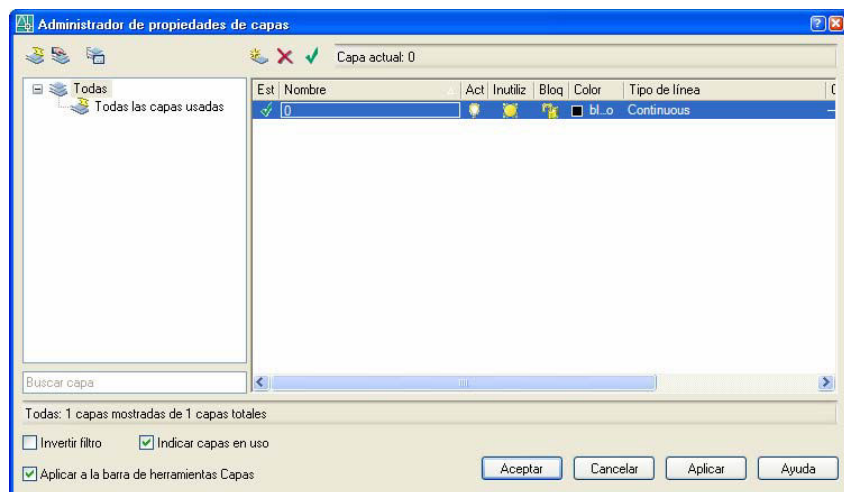 Administrador de propiedades de capas
Capa actual: 0
Todas
Todas las capas usadas
Est Nombre Act Inutiliz Bloq Color Tipo de línea
0 bl...o Continuous
Buscar capa
Todas: 1 capas mostradas de 1 capas totales
Invertir filtro Indicar capas en uso
Aplicar a la barra de herramientas Capas
Aceptar Cancelar Aplicar Ayuda